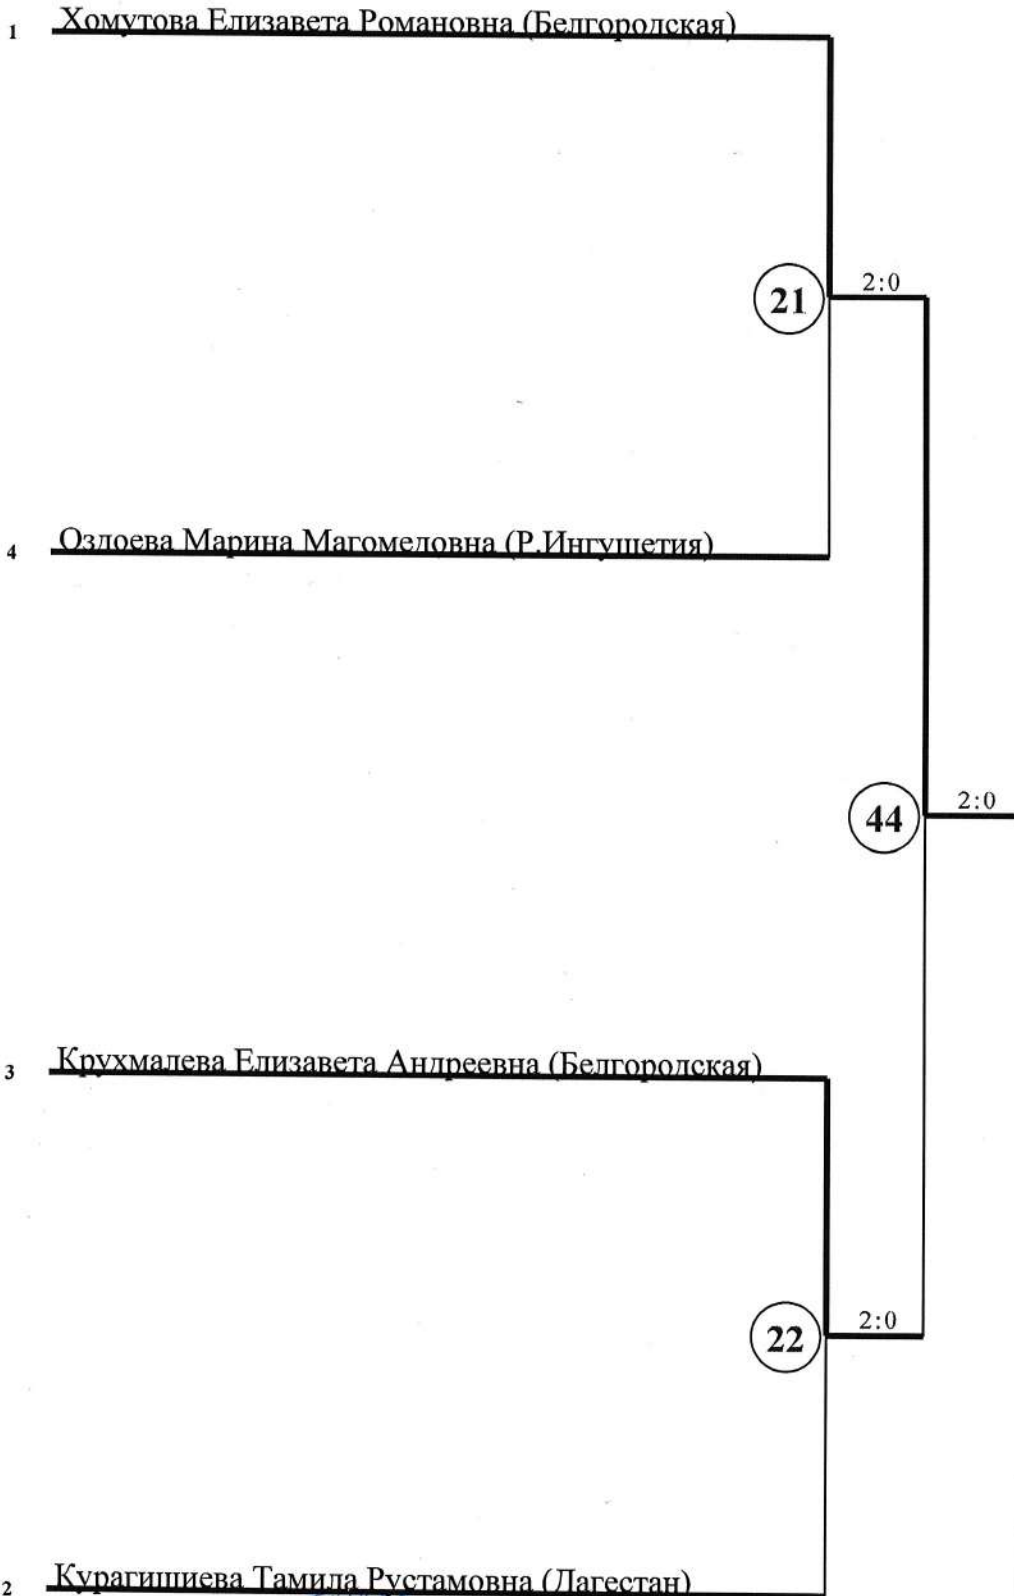 1 Хомутова Елизавета Романовна (Белгородская)
21 2:0
4 Оздоева Марина Магомедовна (Р.Ингушетия)
44 2:0
3 Крухмалева Елизавета Андреевна (Белгородская)
22 2:0
2 Курагишиева Тамила Рустамовна (Дагестан)